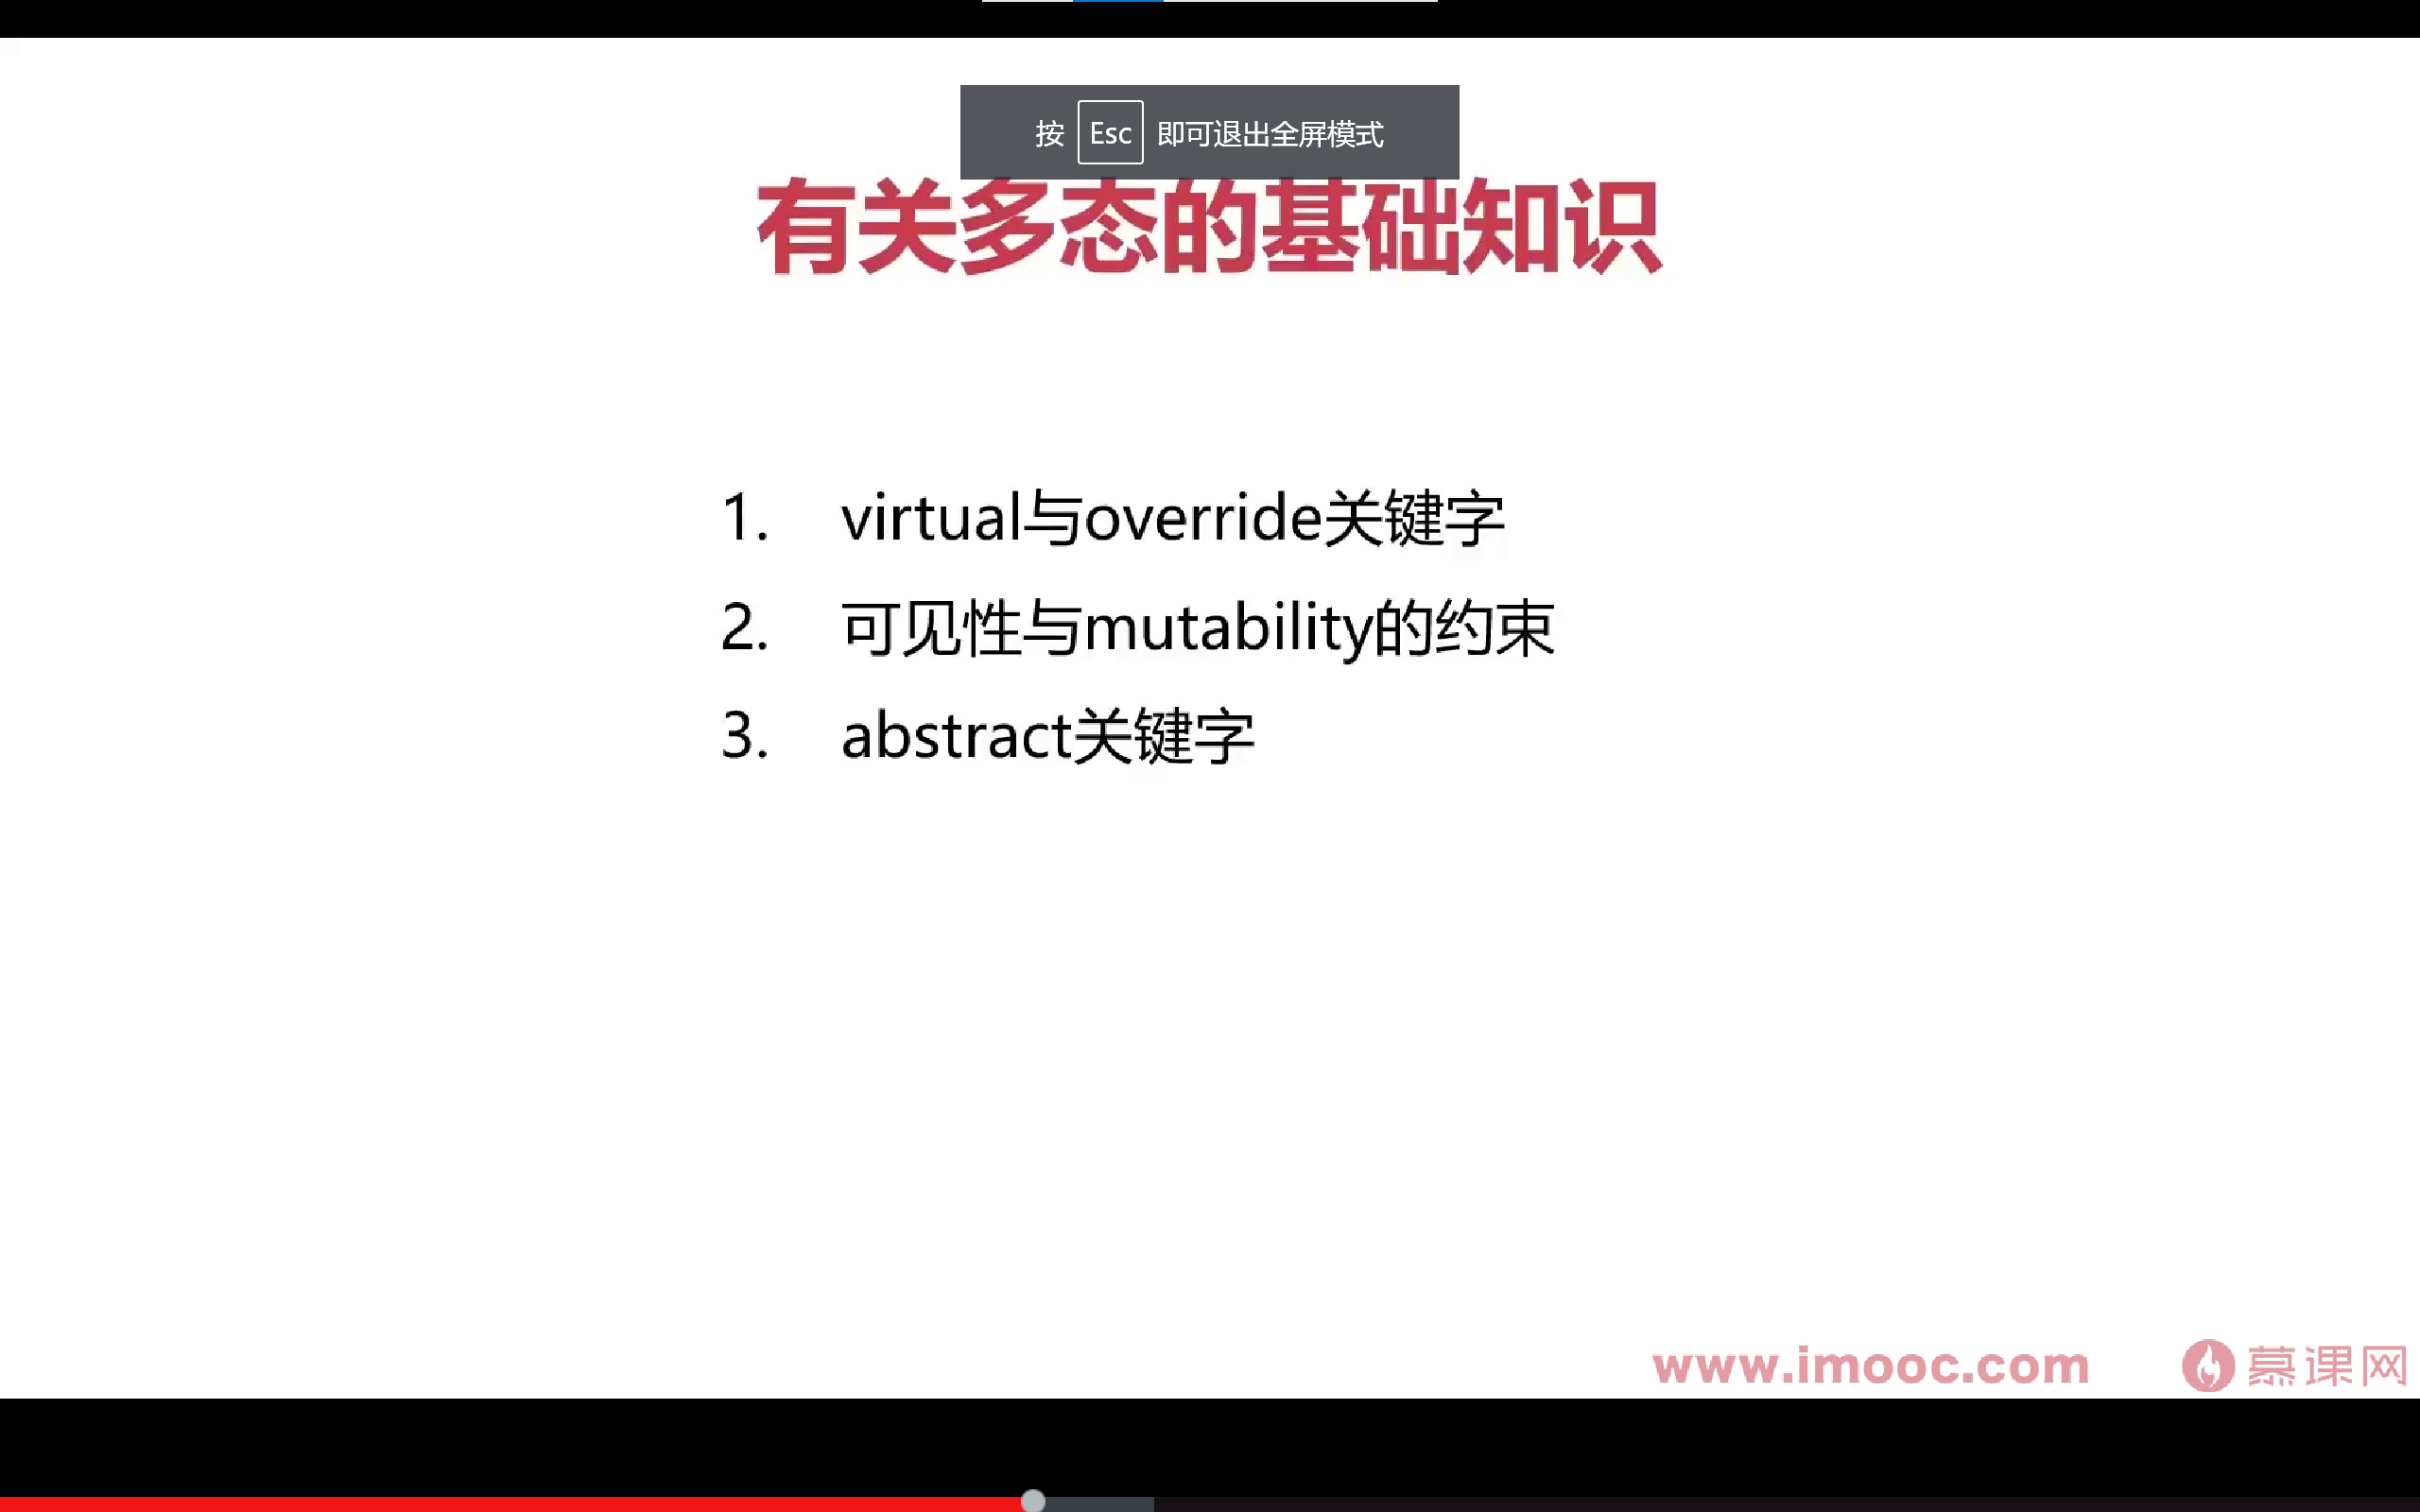 按 Esc 即可退出全屏模式
有关多态的基础知识
1. virtual与override关键字
2. 可见性与mutability的约束
3. abstract关键字
www.imooc.com 慕课网